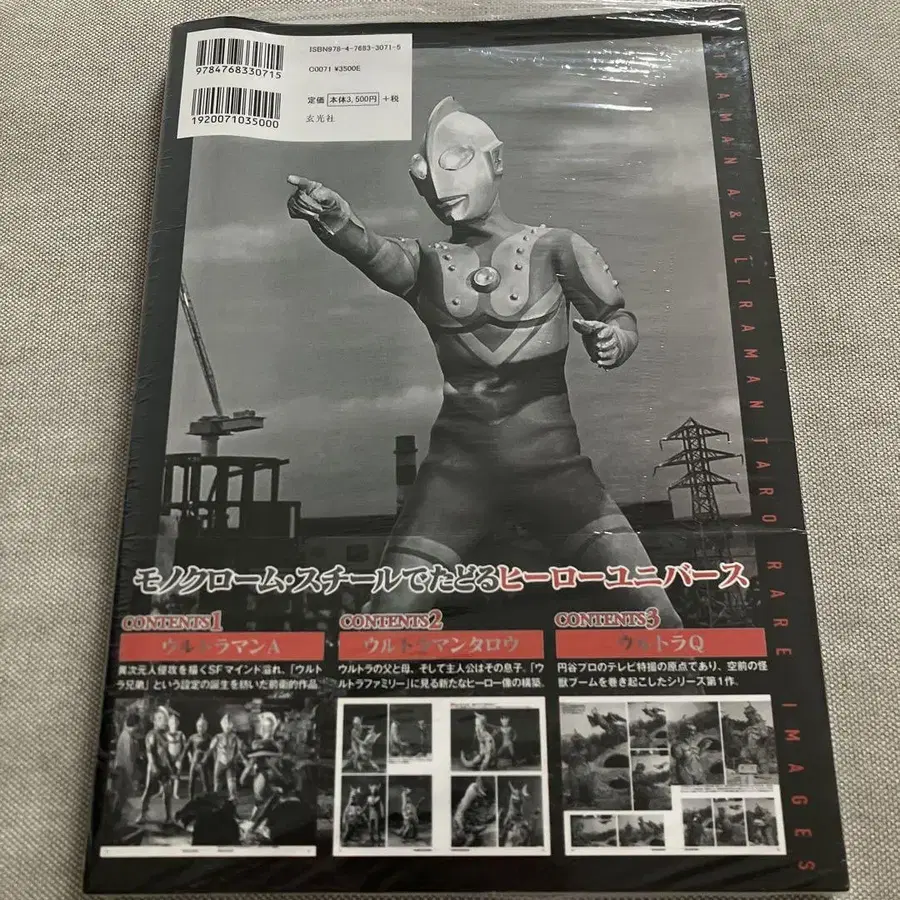 ISBN978-4-7683-3071-5
C0071 ¥3500E
定価 本体3,500円 +税
玄光社
9784768330715
1920071035000
ULTRAMAN A&ULTRAMAN TARO RARE IMAGES
モノクローム・スチールでたどるヒーローユニバース
CONTENTS1
ウルトラマンA
異次元人侵攻を描くSFマインド溢れ、「ウルト
ラ兄弟」という設定の誕生を紡いだ前衛的作品。
CONTENTS2
ウルトラマンタロウ
ウルトラの父と母、そして主人公はその息子。「ウ
ルトラファミリー」に見る新たなヒーロー像の構築。
CONTENTS3
ウルトラQ
円谷プロのテレビ特撮の原点であり、空前の怪
獣ブームを巻き起こしたシリーズ第1作。